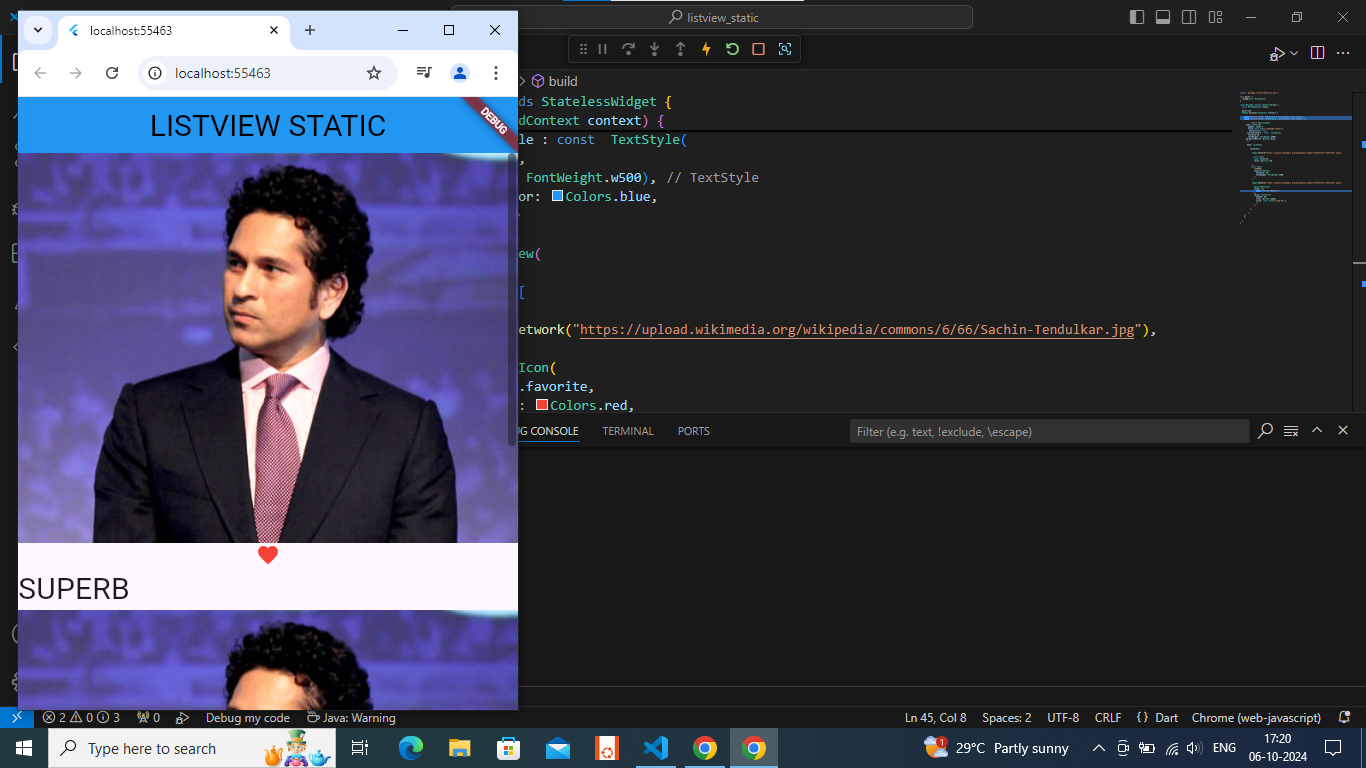 localhost:55463
listview_static
localhost:55463
LISTVIEW STATIC
DEBUG
SUPERB
build
ds StatelessWidget {
dContext context) {
le : const TextStyle(
,
FontWeight.w500), // TextStyle
or: Colors.blue,
ew(
[
etwork("https://upload.wikimedia.org/wikipedia/commons/6/66/Sachin-Tendulkar.jpg"),
Icon(
.favorite,
: Colors.red,
G CONSOLE TERMINAL PORTS Filter (e.g. text, !exclude, \escape)
2 0 3 0 Debug my code Java: Warning Ln 45, Col 8 Spaces: 2 UTF-8 CRLF { } Dart Chrome (web-javascript)
Type here to search 1 29°C Partly sunny ENG 17:20
06-10-2024